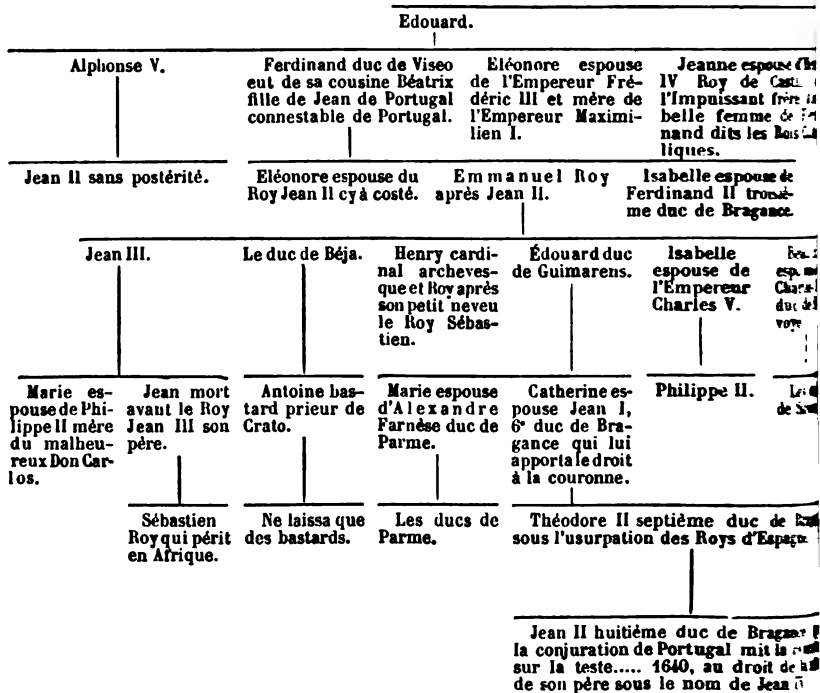 Edouard.
Alphonse V.
Ferdinand duc de Viseo
eut de sa cousine Béatrix
fille de Jean de Portugal
connestable de Portugal.
Eléonore espouse
de l'Empereur Fré-
déric III et mère de
l'Empereur Maximi-
lien I.
Jeanne espouse
IV Roy de
l'Impuissant frère
belle femme de
nand dits les Rois
liques.
Jean II sans postérité.
Eléonore espouse du
Roy Jean II cy à costé.
Emmanuel Roy
après Jean II.
Isabelle espouse de
Ferdinand II troisiè-
me duc de Bragance.
Jean III.
Le duc de Béja.
Henry cardi-
nal archeves-
que et Roy après
son petit neveu
le Roy Sébas-
tien.
Édouard duc
de Guimarens.
Isabelle
espouse de
l'Empereur
Charles V.
duc de
voye
Marie es-
pouse de Phi-
lippe II mère
du malheu-
reux Don Car-
los.
Jean mort
avant le Roy
Jean III son
père.
Antoine bas-
tard prieur de
Crato.
Marie espouse
d'Alexandre
Farnèse duc de
Parme.
Catherine es-
pouse Jean I,
6e duc de Bra-
gance qui lui
apporta le droit
à la couronne.
Philippe II.
de
Sébastien
Roy qui périt
en Afrique.
Ne laissa que
des bastards.
Les ducs de
Parme.
Théodore II septième duc de
sous l'usurpation des Roys d'Espagne
Jean II huitième duc de Bragance
la conjuration de Portugal mit la
sur la teste..... 1640, au droit de
de son père sous le nom de Jean